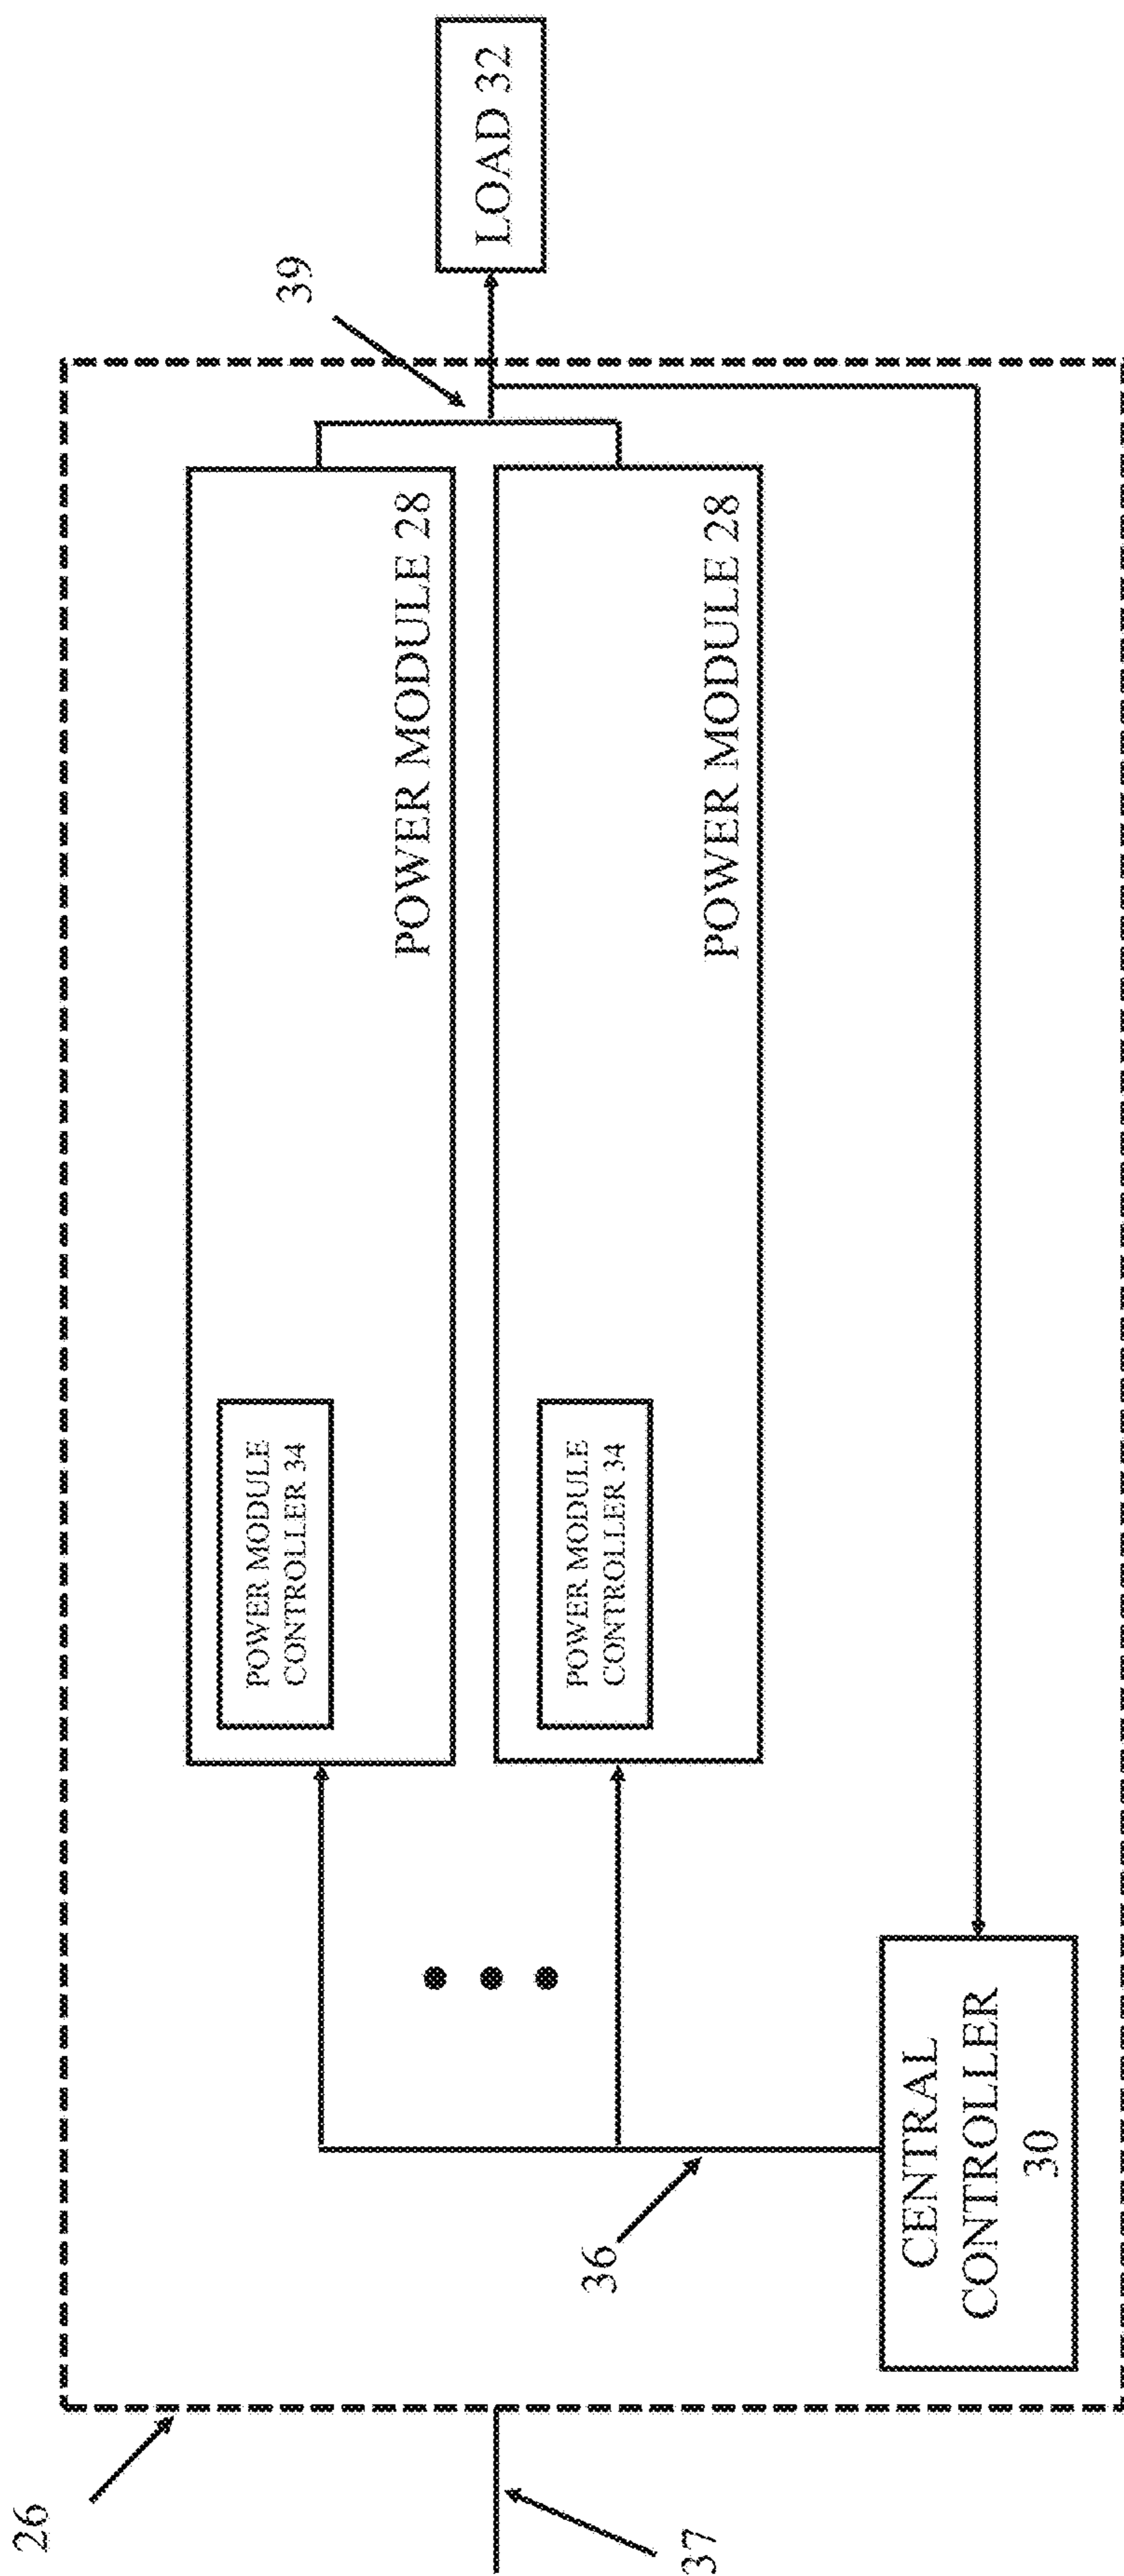 26
37
36
39
POWER MODULE
CONTROLLER 34
POWER MODULE 28
POWER MODULE
CONTROLLER 34
POWER MODULE 28
CENTRAL
CONTROLLER
30
LOAD 32